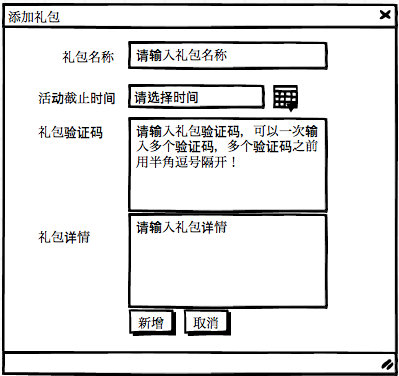 添加礼包
礼包名称
请输入礼包名称
活动截止时间
请选择时间
礼包验证码
请输入礼包验证码，可以一次输
入多个验证码，多个验证码之前
用半角逗号隔开！
礼包详情
请输入礼包详情
新增
取消